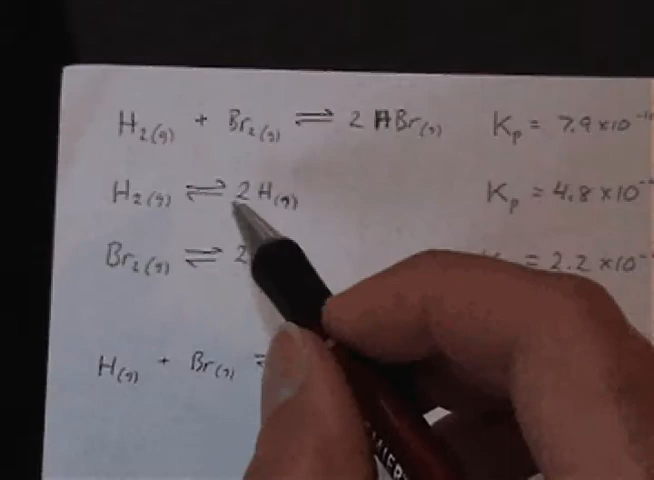 H₂(g) + Br₂(g) ⇌ 2 HBr(g) Kp = 7.9 × 10⁻
H₂(g) ⇌ 2 H(g) Kp = 4.8 × 10⁻
Br₂(g) ⇌ 2 = 2.2 × 10⁻
H(g) + Br(g)